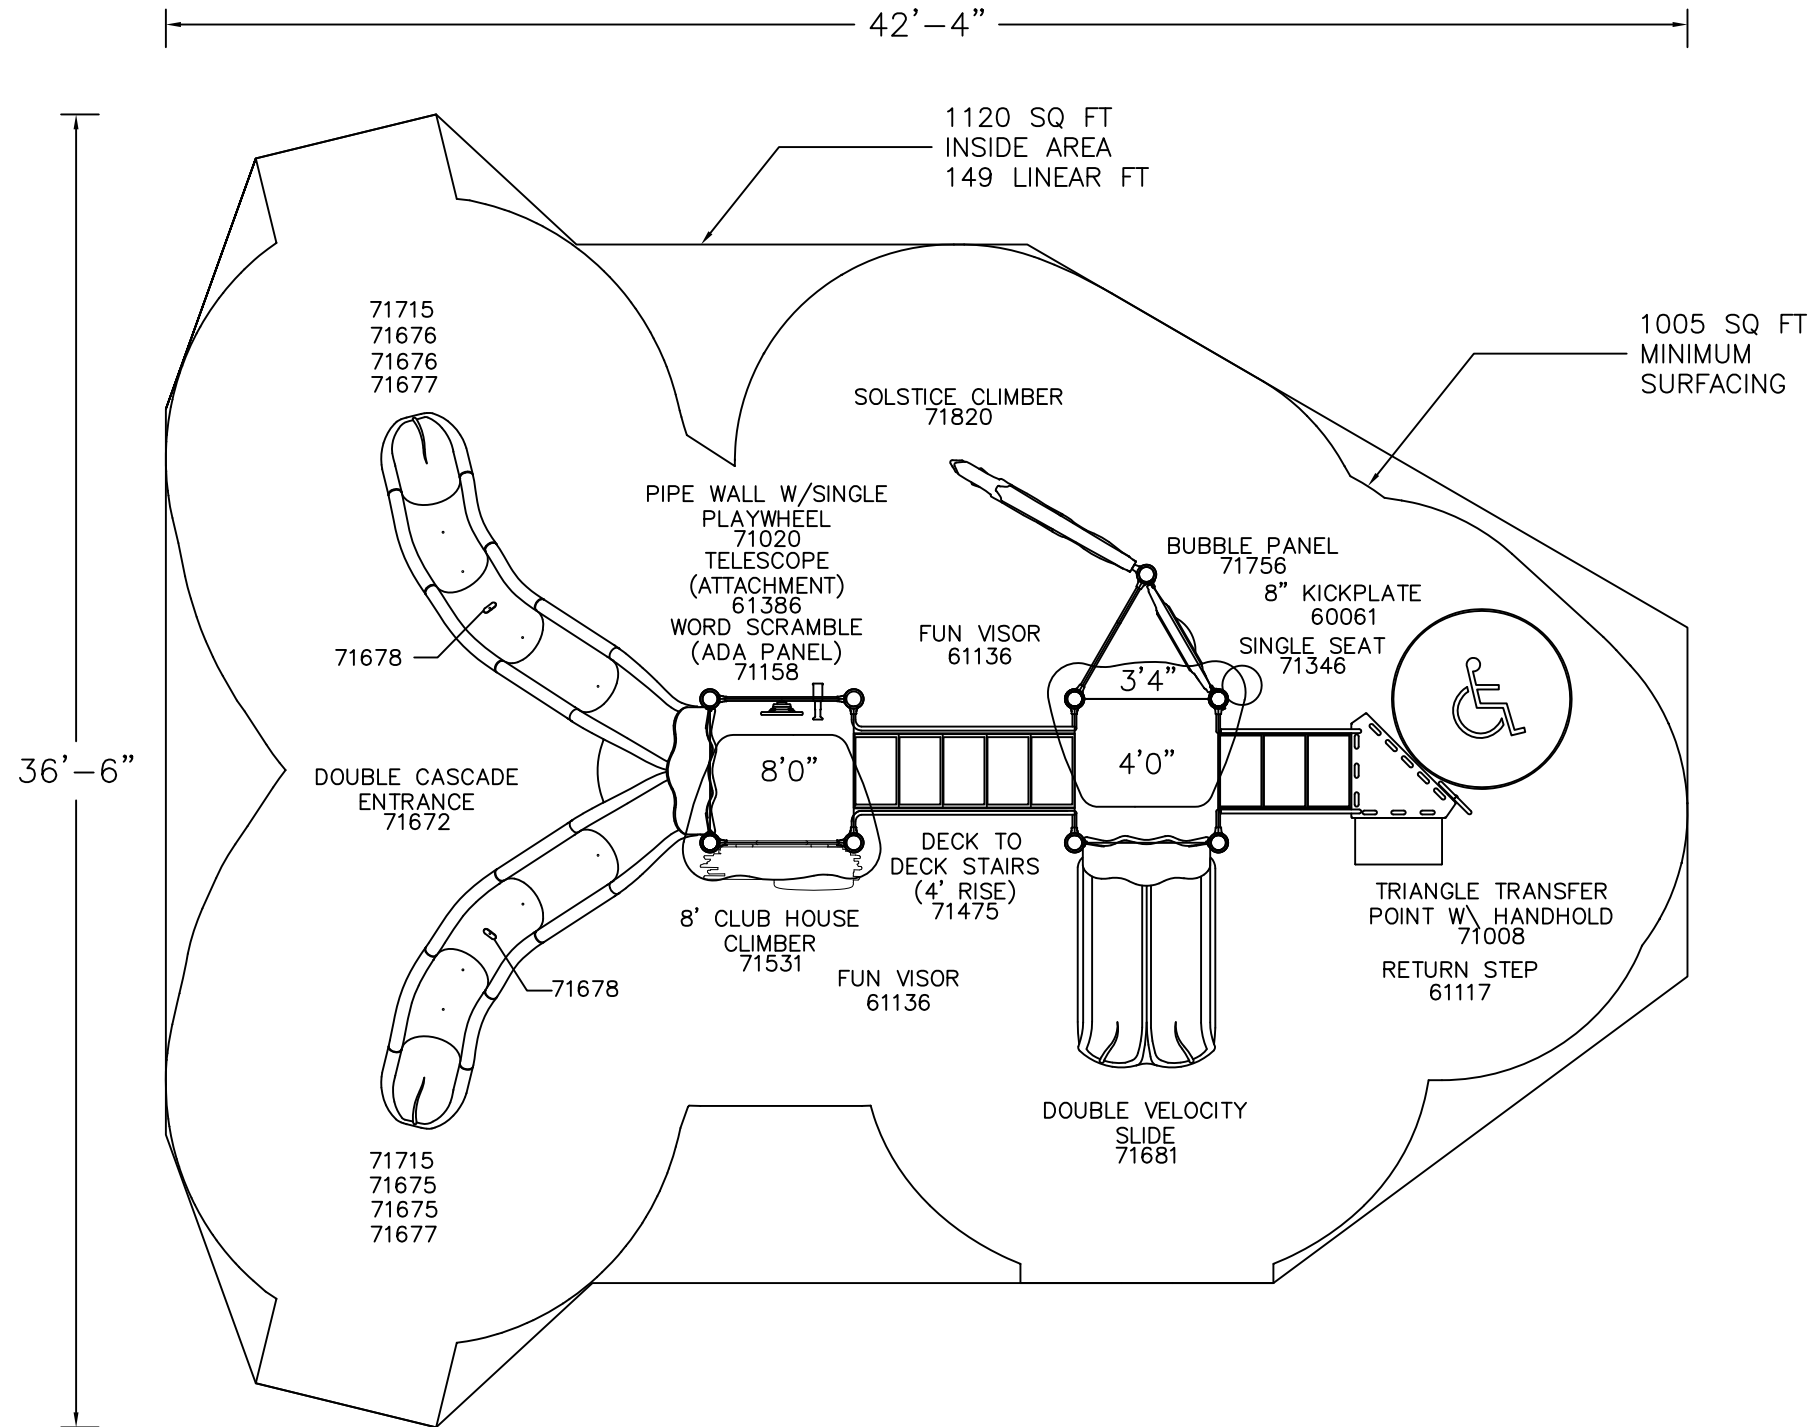 42'-4"
1120 SQ FT
INSIDE AREA
149 LINEAR FT
1005 SQ FT
MINIMUM
SURFACING
71715
71676
71676
71677
SOLSTICE CLIMBER
71820
PIPE WALL W/SINGLE
PLAYWHEEL
71020
TELESCOPE
(ATTACHMENT)
61386
WORD SCRAMBLE
(ADA PANEL)
71158
BUBBLE PANEL
71756
8" KICKPLATE
60061
SINGLE SEAT
71346
FUN VISOR
61136
71678
3'4"
36'-6"
DOUBLE CASCADE
ENTRANCE
71672
8'0"
4'0"
DECK TO
DECK STAIRS
(4' RISE)
71475
8' CLUB HOUSE
CLIMBER
71531
TRIANGLE TRANSFER
POINT W\ HANDHOLD
71008
RETURN STEP
61117
FUN VISOR
61136
71678
DOUBLE VELOCITY
SLIDE
71681
71715
71675
71675
71677